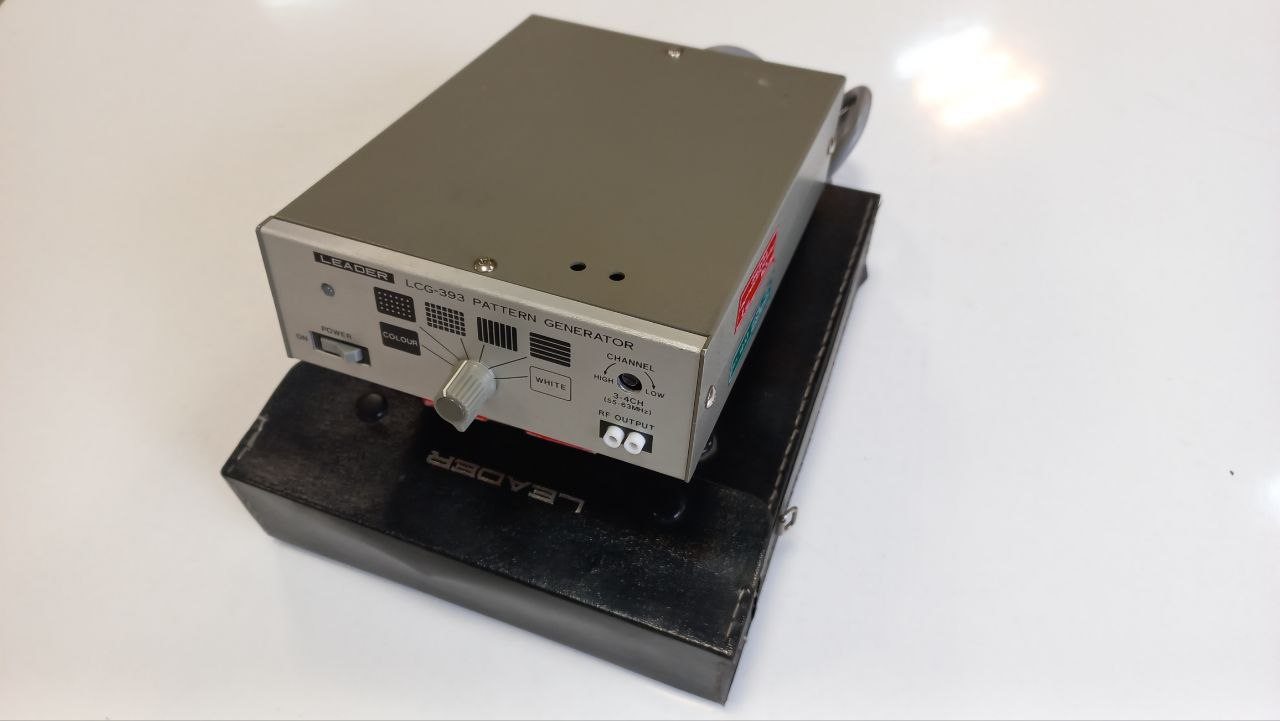 LEADER
LCG-393 PATTERN GENERATOR
POWER
ON
COLOUR
WHITE
CHANNEL
HIGH LOW
3-4CH
(55-63MHz)
RF OUTPUT
LEADER